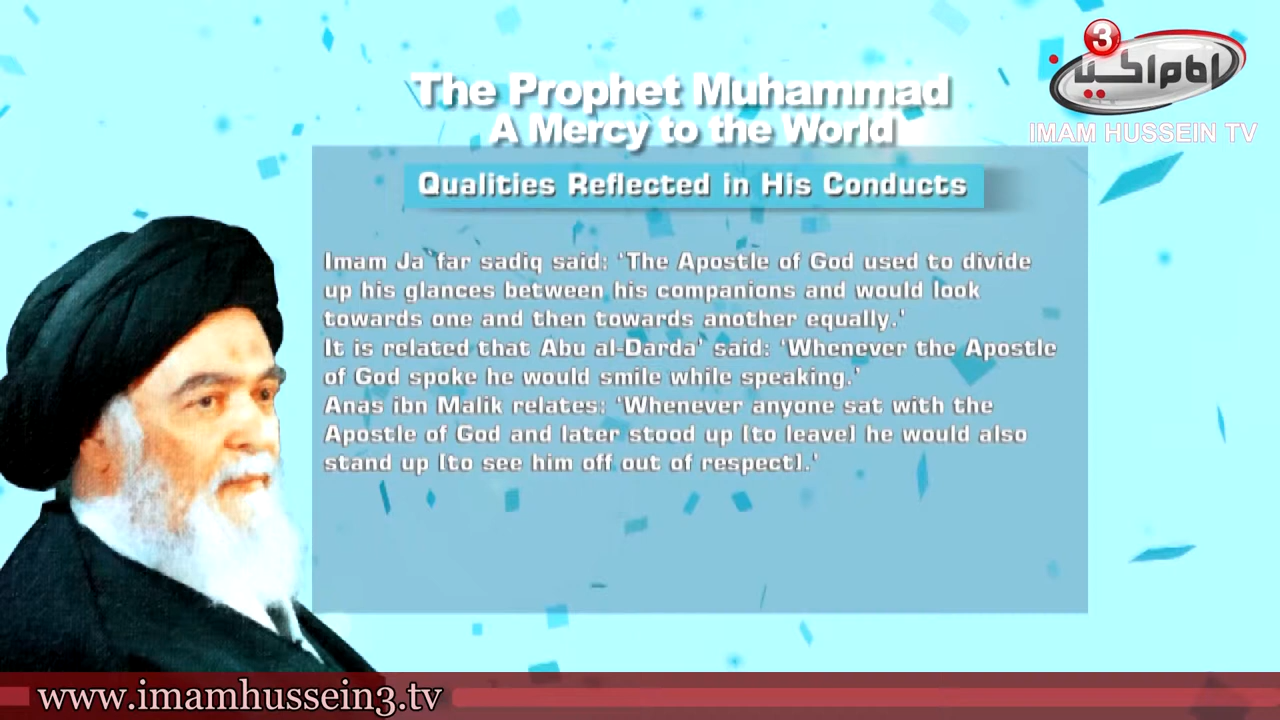 The Prophet Muhammad
A Mercy to the World
3
امام حسین
IMAM HUSSEIN TV
Qualities Reflected in His Conducts
Imam Ja`far sadiq said: 'The Apostle of God used to divide
up his glances between his companions and would look
towards one and then towards another equally.'
It is related that Abu al-Darda' said: 'Whenever the Apostle
of God spoke he would smile while speaking.'
Anas ibn Malik relates: 'Whenever anyone sat with the
Apostle of God and later stood up (to leave) he would also
stand up (to see him off out of respect).'
www.imamhussein3.tv